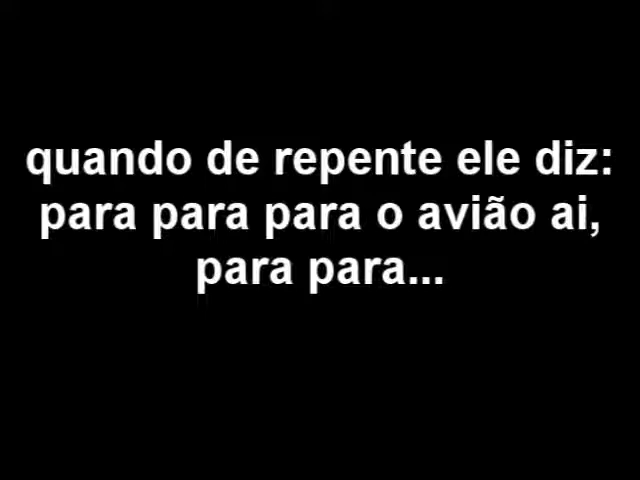 quando de repente ele diz:
para para para o avião ai,
para para...